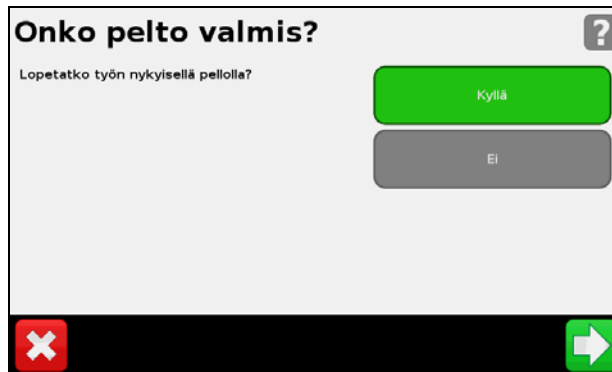 Onko pelto valmis?
?
Lopetatko työn nykyisellä pellolla?
Kyllä
Ei